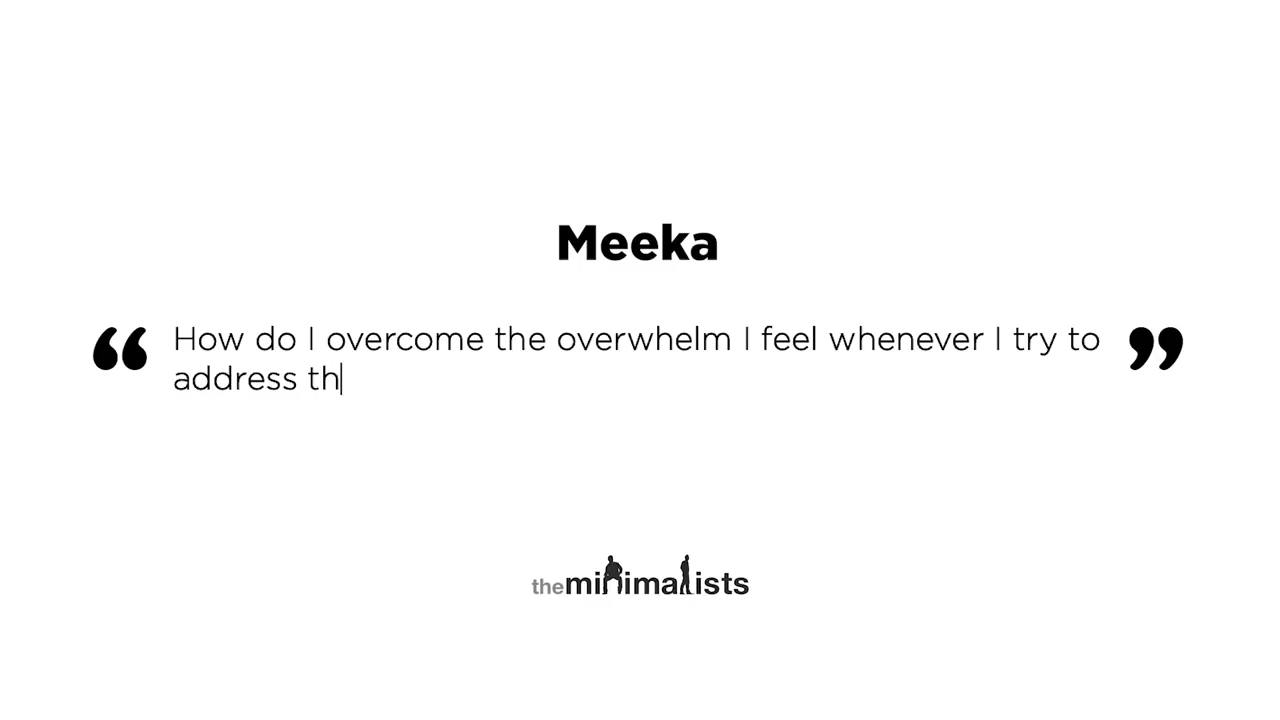 Meeka
“ How do I overcome the overwhelm I feel whenever I try to ”
address th
theminimalists